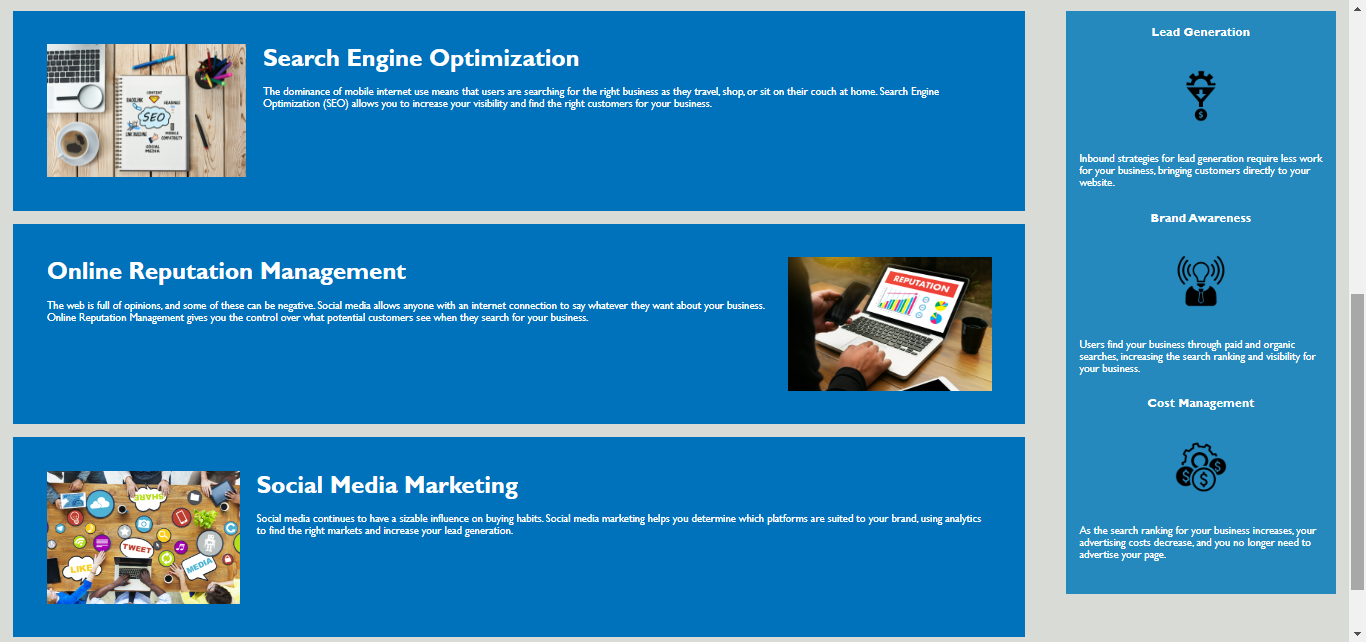 Search Engine Optimization
The dominance of mobile internet use means that users are searching for the right business as they travel, shop, or sit on their couch at home. Search Engine
Optimization (SEO) allows you to increase your visibility and find the right customers for your business.
CONTENT
BACKLINK
KEYWORDS
SEO
LINK BUILDING
MOBILE
COMPATIBILITY
SOCIAL
MEDIA
Online Reputation Management
The web is full of opinions, and some of these can be negative. Social media allows anyone with an internet connection to say whatever they want about your business.
Online Reputation Management gives you the control over what potential customers see when they search for your business.
REPUTATION
Social Media Marketing
Social media continues to have a sizable influence on buying habits. Social media marketing helps you determine which platforms are suited to your brand, using analytics
to find the right markets and increase your lead generation.
SHARE
TWEET
LIKE
MEDIA
Lead Generation
$
Inbound strategies for lead generation require less work
for your business, bringing customers directly to your
website.
Brand Awareness
Users find your business through paid and organic
searches, increasing the search ranking and visibility for
your business.
Cost Management
$ $ $
As the search ranking for your business increases, your
advertising costs decrease, and you no longer need to
advertise your page.